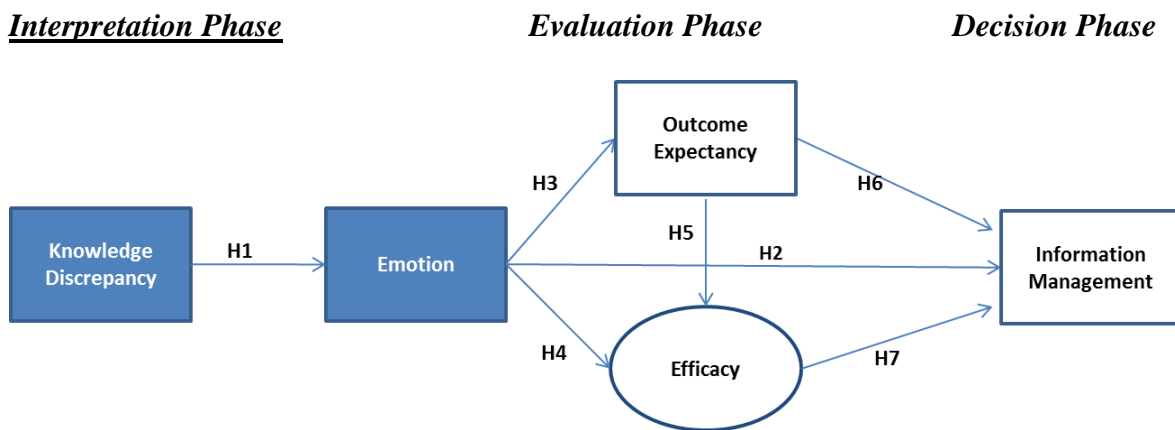 Interpretation Phase
Evaluation Phase
Decision Phase
Outcome
Expectancy
H3
H6
H5
Knowledge
Discrepancy
H1
Emotion
H2
Information
Management
H4
Efficacy
H7